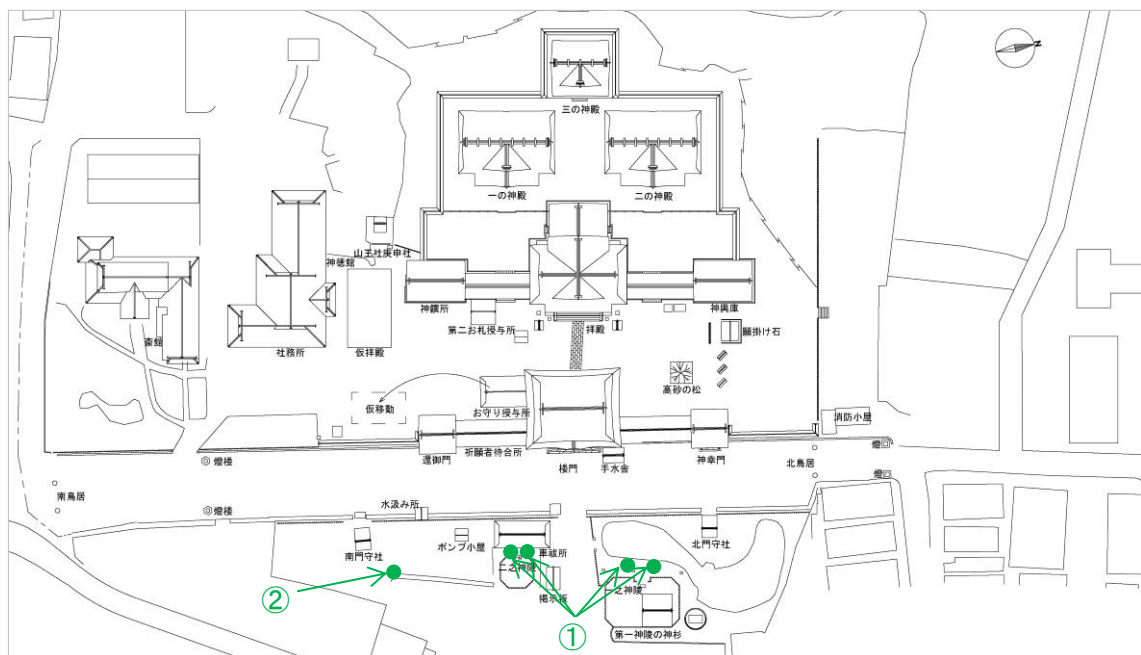 N
三の神殿
一の神殿
二の神殿
山王社庚申社
神徳館
神饌所
神輿庫
第二お札授与所
拝殿
願掛け石
斎館
社務所
仮拝殿
高砂の松
お守り授与所
仮移動
消防小屋
還御門
祈願者待合所
楼門
手水舎
神幸門
燈楼
北鳥居
燈
燈
南鳥居
燈楼
水汲み所
南門守社
ポンプ小屋
車祓所
北門守社
二之神陵
掲示板
一之神陵
第一神陵の神杉
②
①